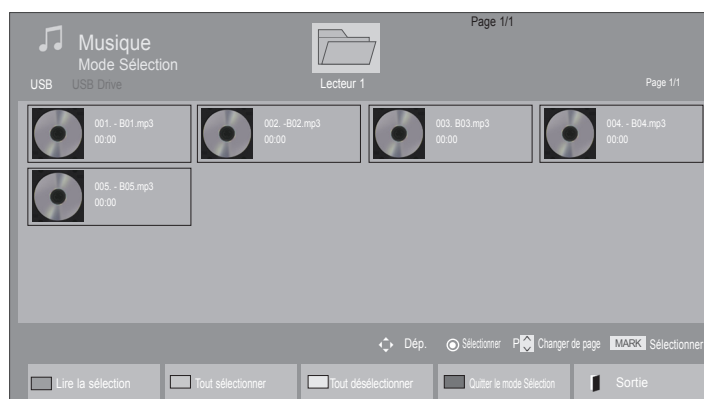 Page 1/1
Musique
Mode Sélection
USB USB Drive
Lecteur 1
Page 1/1
001. - B01.mp3
00:00
002. -B02.mp3
00:00
003. B03.mp3
00:00
004. - B04.mp3
00:00
005. - B05.mp3
00:00
Dép. Sélectionner P Changer de page MARK Sélectionner
Lire la sélection Tout sélectionner Tout désélectionner Quitter le mode Sélection Sortie